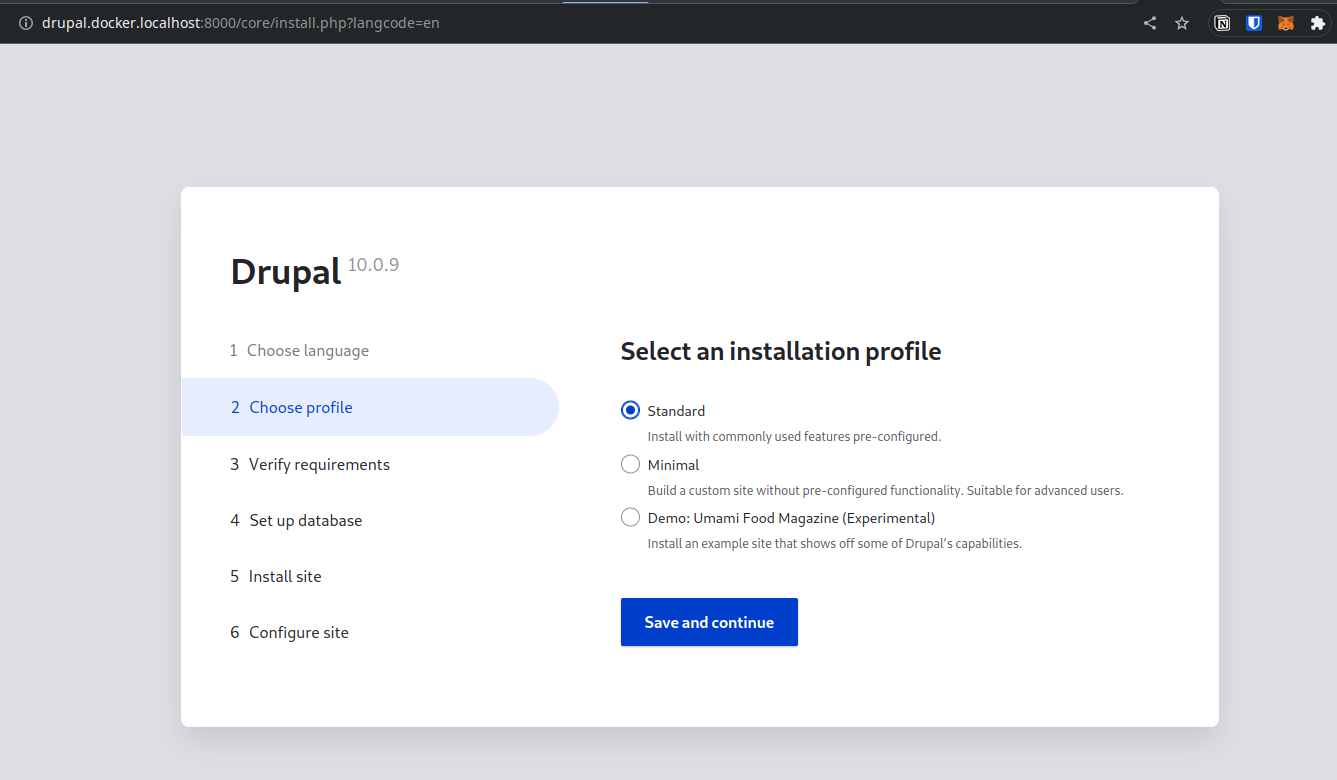 drupal.docker.localhost:8000/core/install.php?langcode=en
Drupal 10.0.9
1 Choose language
2 Choose profile
3 Verify requirements
4 Set up database
5 Install site
6 Configure site
Select an installation profile
Standard
Install with commonly used features pre-configured.
Minimal
Build a custom site without pre-configured functionality. Suitable for advanced users.
Demo: Umami Food Magazine (Experimental)
Install an example site that shows off some of Drupal’s capabilities.
Save and continue